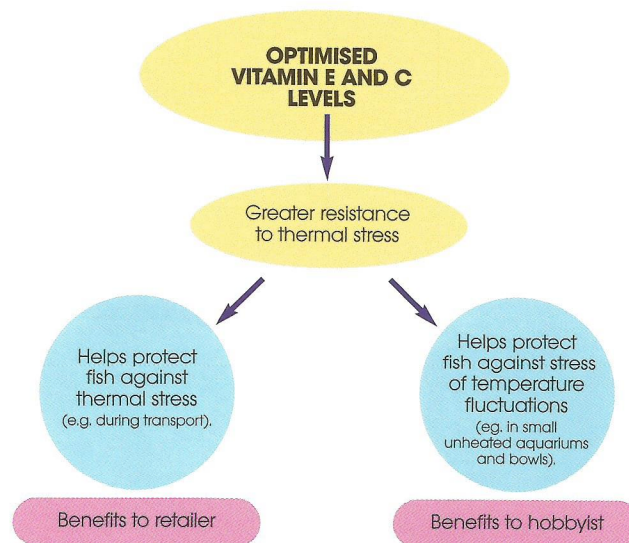 OPTIMISED
VITAMIN E AND C
LEVELS
Greater resistance
to thermal stress
Helps protect
fish against
thermal stress
(e.g. during transport).
Helps protect
fish against stress
of temperature
fluctuations
(eg. in small
unheated aquariums
and bowls).
Benefits to retailer
Benefits to hobbyist